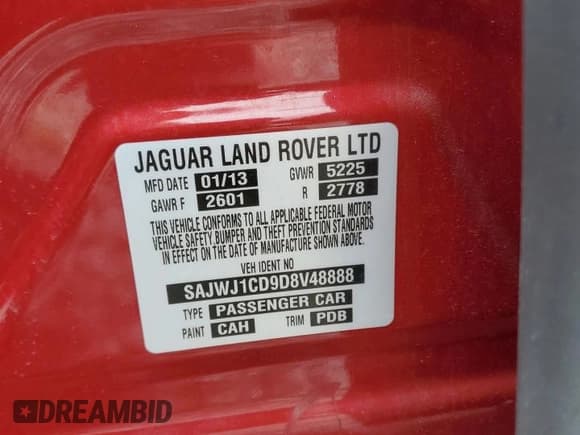 JAGUAR LAND ROVER LTD
MFD DATE 01/13 GVWR 5225
GAWR F 2601 R 2778
THIS VEHICLE CONFORMS TO ALL APPLICABLE FEDERAL MOTOR
VEHICLE SAFETY, BUMPER AND THEFT PREVENTION STANDARDS
IN EFFECT ON THE DATE OF MANUFACTURE SHOWN ABOVE.
VEH IDENT NO
SAJWJ1CD9D8V48888
TYPE PASSENGER CAR
PAINT CAH TRIM PDB
DREAMBID